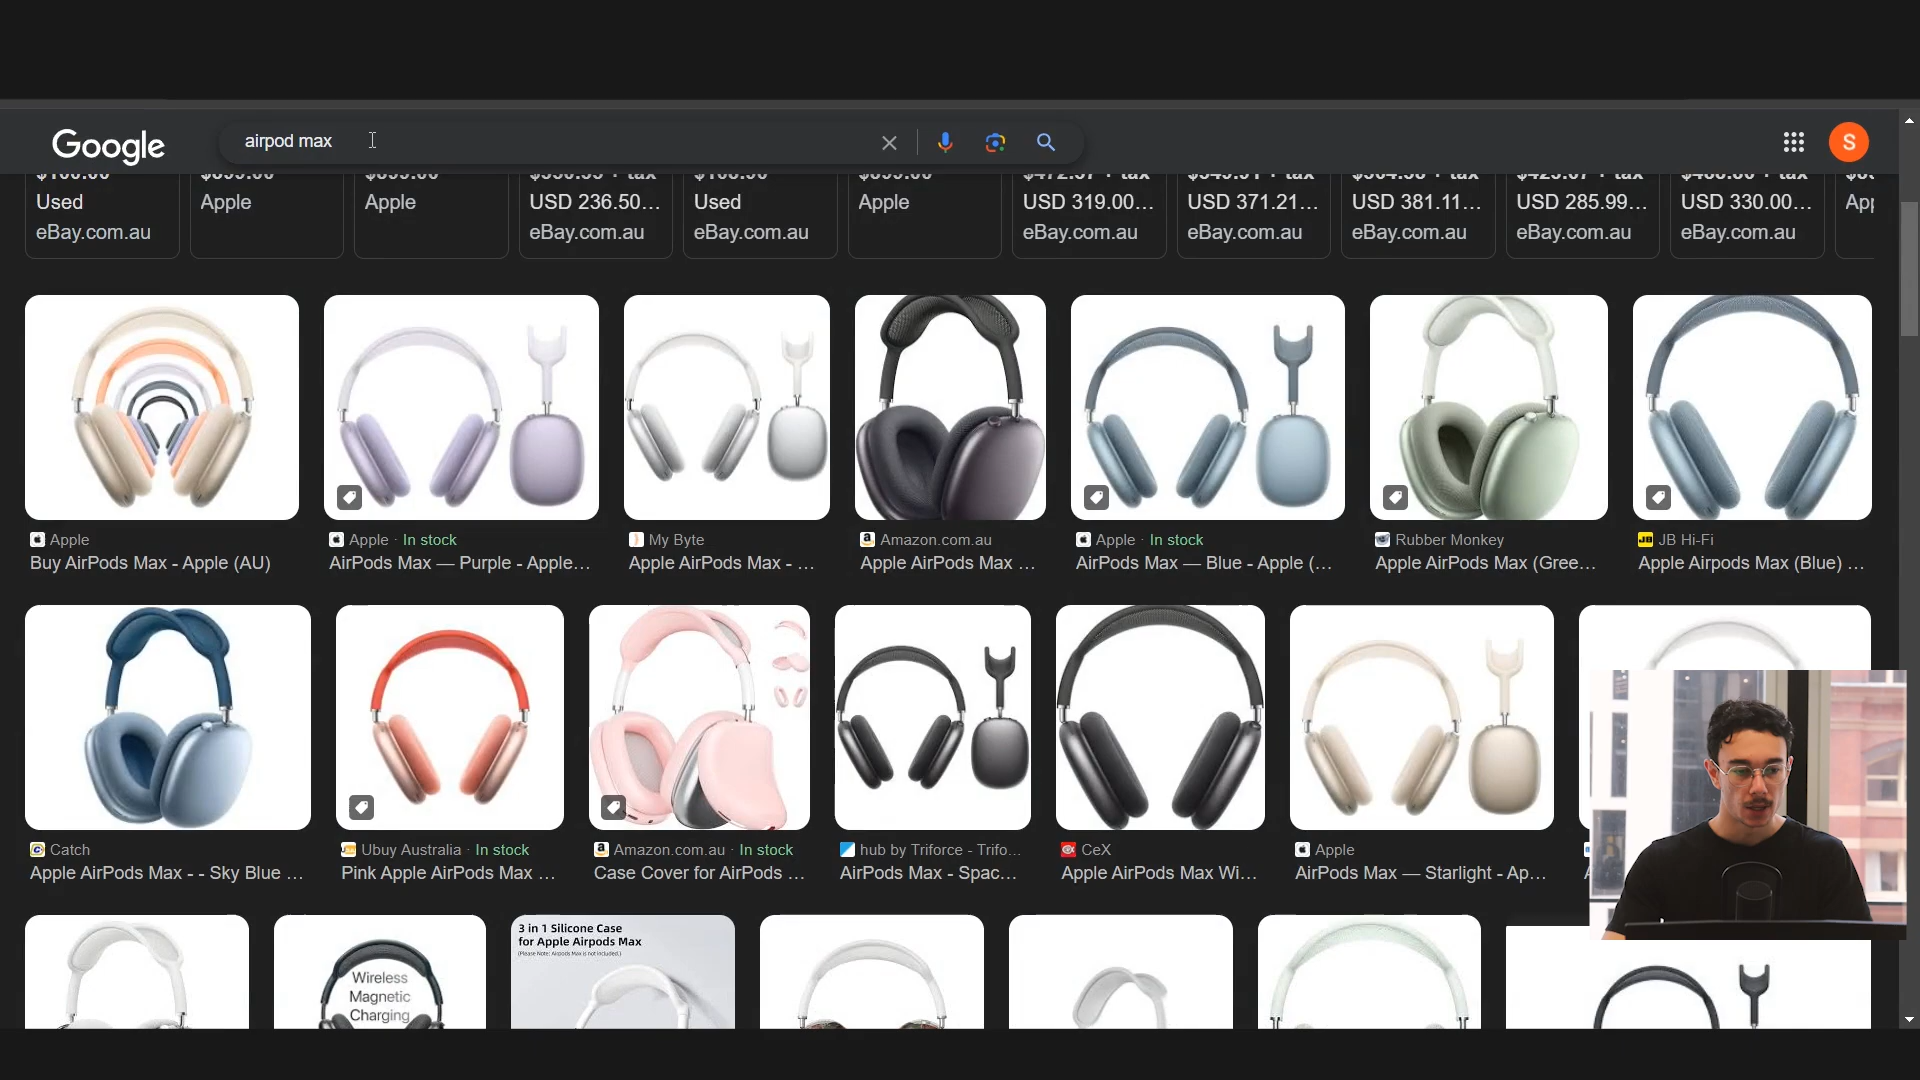 Google
airpod max
S
Used
eBay.com.au
Apple
Apple
USD 236.50...
eBay.com.au
Used
eBay.com.au
Apple
USD 319.00...
eBay.com.au
USD 371.21...
eBay.com.au
USD 381.11...
eBay.com.au
USD 285.99...
eBay.com.au
USD 330.00...
eBay.com.au
Apple
Buy AirPods Max - Apple (AU)
Apple · In stock
AirPods Max — Purple - Apple...
My Byte
Apple AirPods Max - ...
Amazon.com.au
Apple AirPods Max ...
Apple · In stock
AirPods Max — Blue - Apple (...
Rubber Monkey
Apple AirPods Max (Gree...
JB Hi-Fi
Apple Airpods Max (Blue) ...
Catch
Apple AirPods Max - - Sky Blue ...
Ubuy Australia · In stock
Pink Apple AirPods Max ...
Amazon.com.au · In stock
Case Cover for AirPods ...
hub by Triforce - Trifo...
AirPods Max - Spac...
CeX
Apple AirPods Max Wi...
Apple
AirPods Max — Starlight - Ap...
Wireless
Magnetic
Charging
3 in 1 Silicone Case
for Apple Airpods Max
(Please Note: Airpods Max is not included.)